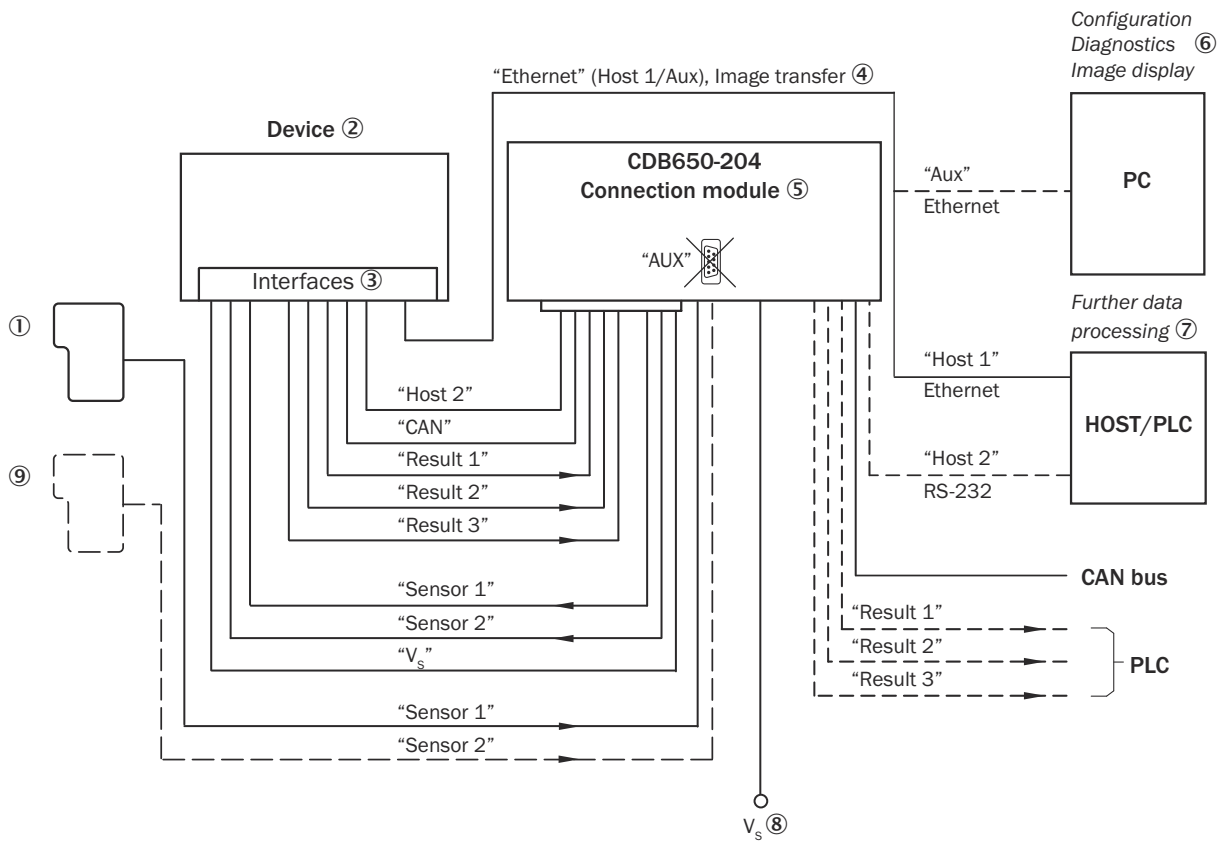 Configuration
Diagnostics ⑥
Image display
“Ethernet” (Host 1/Aux), Image transfer ④
Device ②
CDB650-204
Connection module ⑤
“Aux”
Ethernet
PC
“AUX”
Interfaces ③
①
Further data
processing ⑦
“Host 1”
Ethernet
“Host 2”
“CAN”
HOST/PLC
“Result 1”
“Host 2”
RS-232
⑨
“Result 2”
“Result 3”
CAN bus
“Sensor 1”
“Result 1”
“Sensor 2”
“Result 2”
“Vs”
PLC
“Result 3”
“Sensor 1”
“Sensor 2”
Vs ⑧